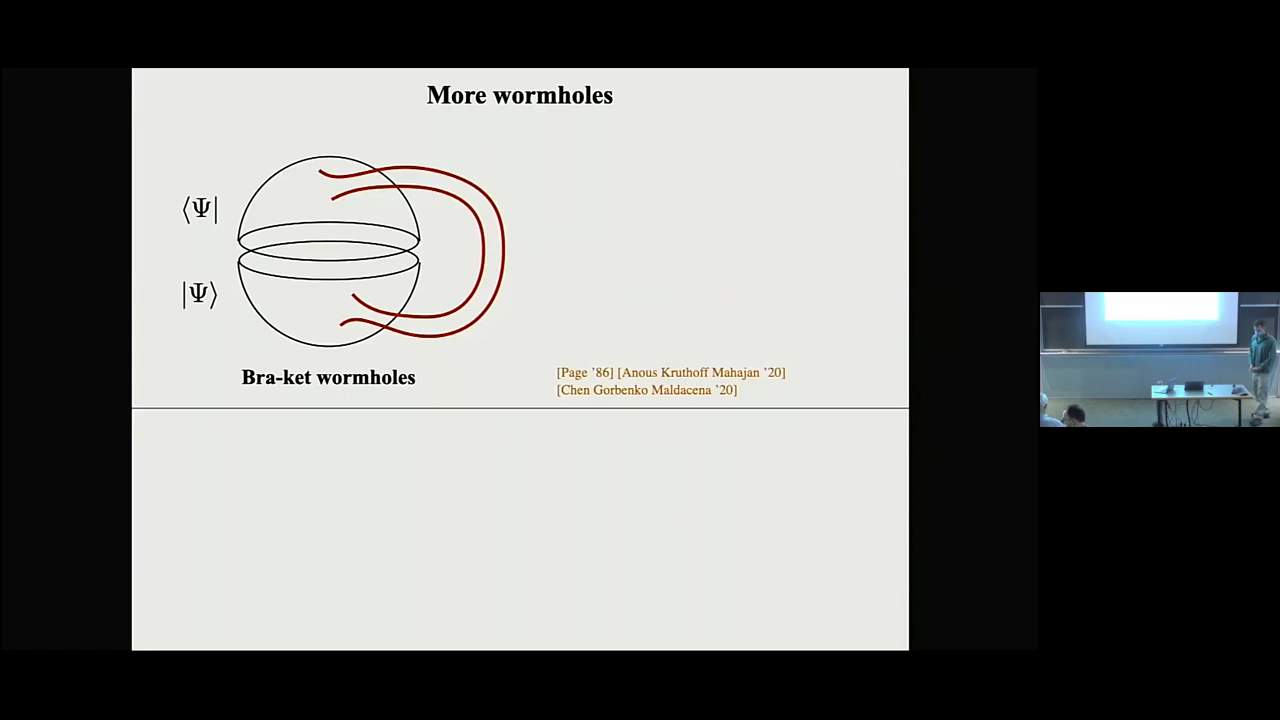 More wormholes
⟨Ψ|
|Ψ⟩
Bra-ket wormholes
[Page ’86] [Anous Kruthoff Mahajan ’20]
[Chen Gorbenko Maldacena ’20]